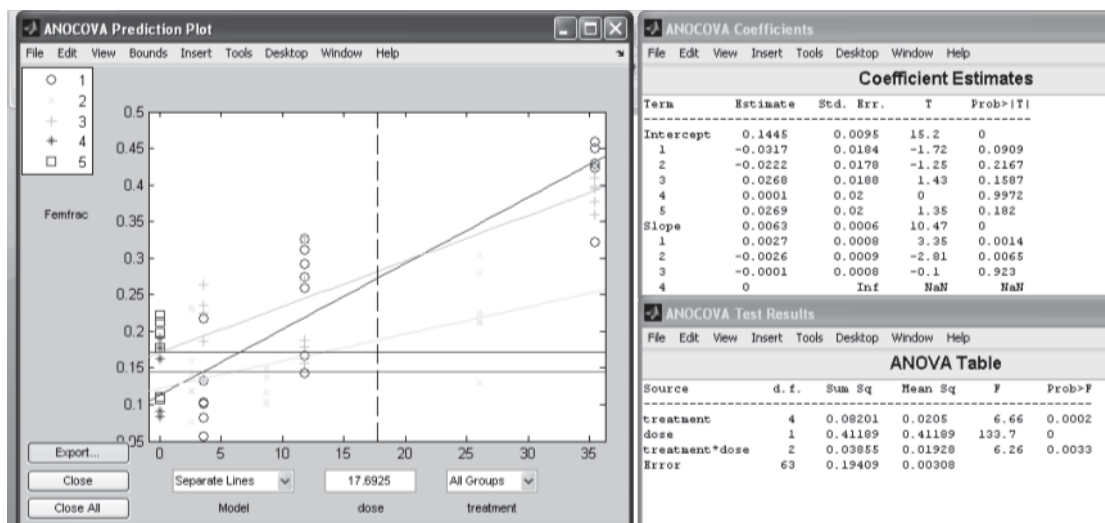 ANOCOVA Prediction Plot
File Edit View Bounds Insert Tools Desktop Window Help
1
2
3
4
5
Femfrac
0.5
0.45
0.4
0.35
0.3
0.25
0.2
0.15
0.1
0.05
0 5 10 15 20 25 30 35
Export...
Close
Close All
Separate Lines
Model
17.6925
dose
All Groups
treatment
ANOCOVA Coefficients
File Edit View Insert Tools Desktop Window Help
Coefficient Estimates
Term Estimate Std. Err. T Prob>|T|
Intercept 0.1445 0.0095 15.2 0
1 -0.0317 0.0184 -1.72 0.0909
2 -0.0222 0.0178 -1.25 0.2167
3 0.0268 0.0188 1.43 0.1587
4 0.0001 0.02 0 0.9972
5 0.0269 0.02 1.35 0.182
Slope 0.0063 0.0006 10.47 0
1 0.0027 0.0008 3.35 0.0014
2 -0.0026 0.0009 -2.81 0.0065
3 -0.0001 0.0008 -0.1 0.923
4 0 Inf NaN NaN
ANOCOVA Test Results
File Edit View Insert Tools Desktop Window Help
ANOVA Table
Source d.f. Sum Sq Mean Sq F Prob>F
treatment 4 0.08201 0.0205 6.66 0.0002
dose 1 0.41189 0.41189 133.7 0
treatment*dose 2 0.03855 0.01928 6.26 0.0033
Error 63 0.19409 0.00308